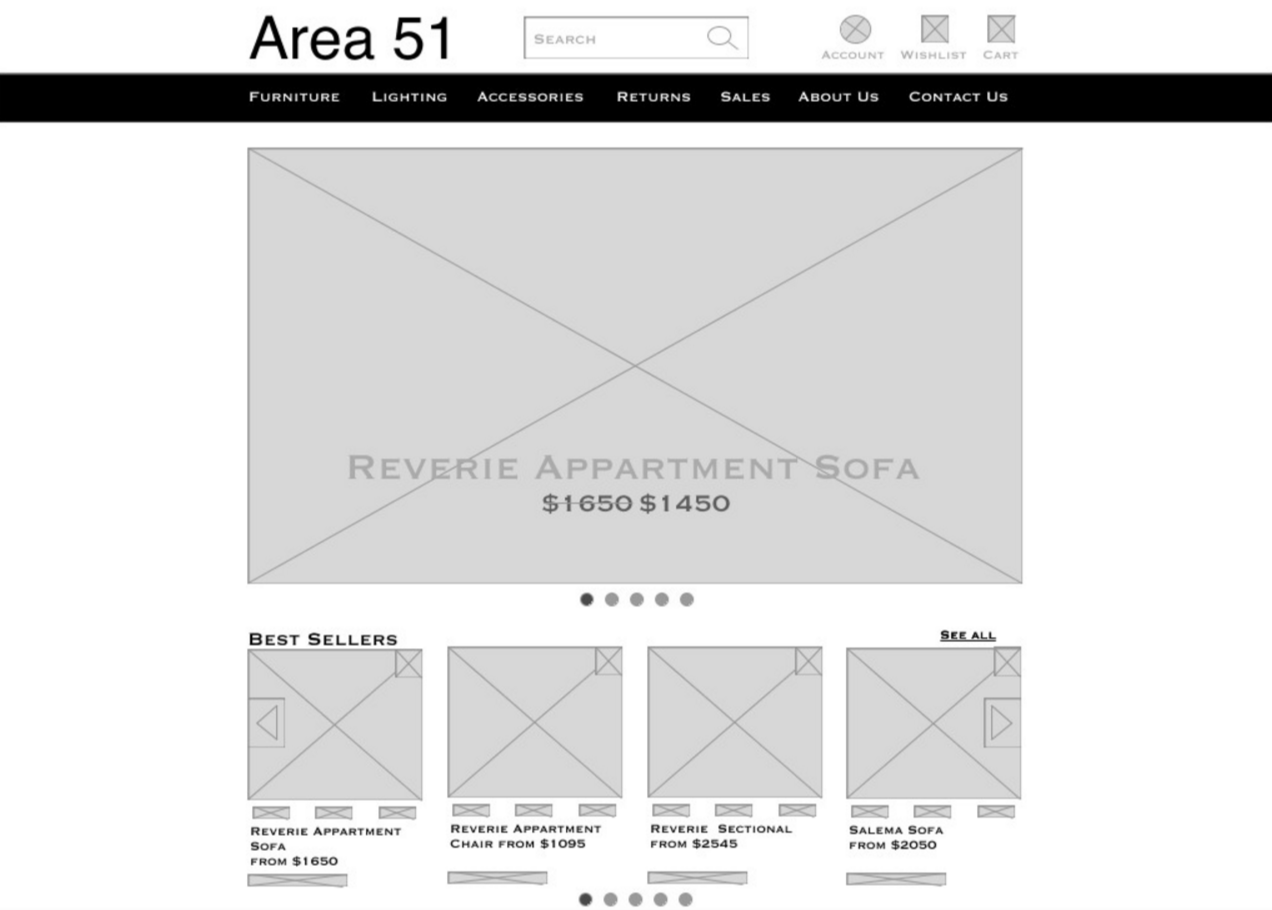 Area 51
SEARCH
ACCOUNT WISHLIST CART
FURNITURE LIGHTING ACCESSORIES RETURNS SALES ABOUT US CONTACT US
REVERIE APPARTMENT SOFA
$1650 $1450
BEST SELLERS
SEE ALL
REVERIE APPARTMENT
SOFA
FROM $1650
REVERIE APPARTMENT
CHAIR FROM $1095
REVERIE SECTIONAL
FROM $2545
SALEMA SOFA
FROM $2050